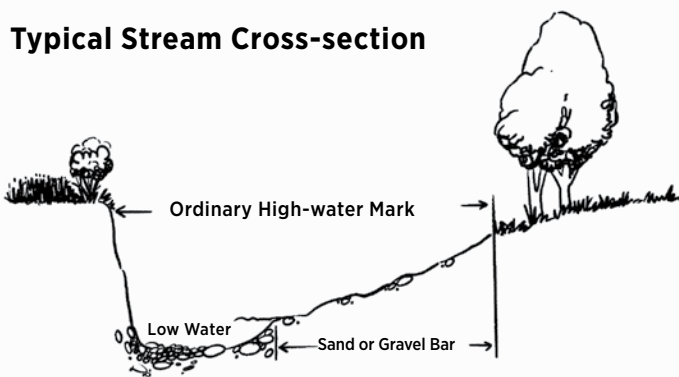 Typical Stream Cross-section
Ordinary High-water Mark
Low Water
Sand or Gravel Bar